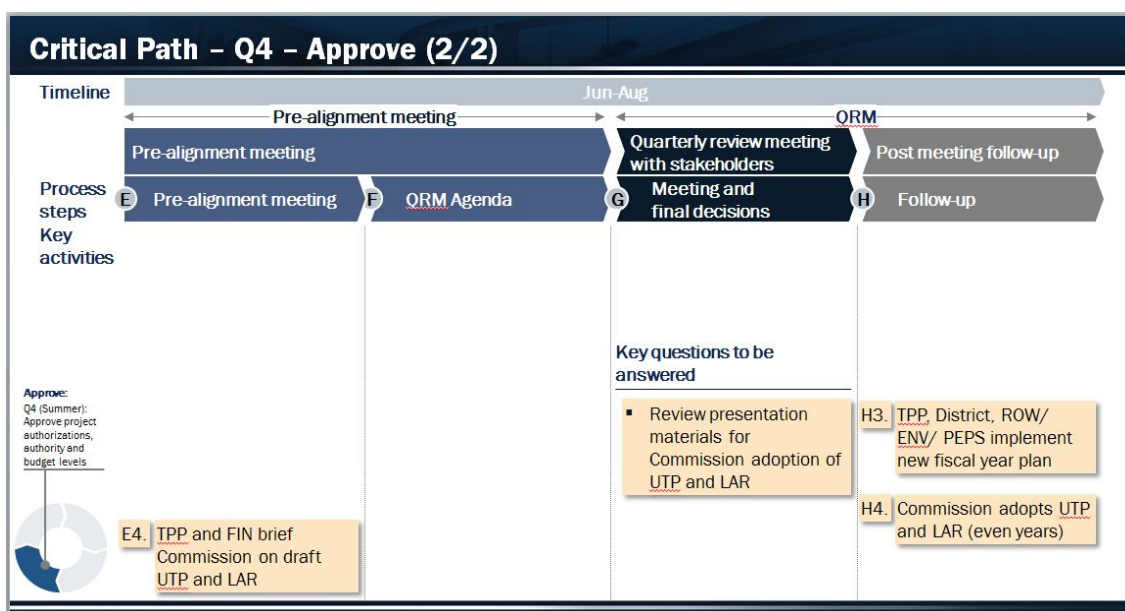 Critical Path – Q4 – Approve (2/2)
Timeline
Jun-Aug
Pre-alignment meeting
QRM
Pre-alignment meeting
Quarterly review meeting
with stakeholders
Post meeting follow-up
Process
steps
E
Pre-alignment meeting
F
QRM Agenda
G
Meeting and
final decisions
H
Follow-up
Key
activities
Key questions to be
answered
▪ Review presentation
materials for
Commission adoption of
UTP and LAR
H3. TPP, District, ROW/
ENV/ PEPS implement
new fiscal year plan
H4. Commission adopts UTP
and LAR (even years)
Approve:
Q4 (Summer):
Approve project
authorizations,
authority and
budget levels
E4. TPP and FIN brief
Commission on draft
UTP and LAR